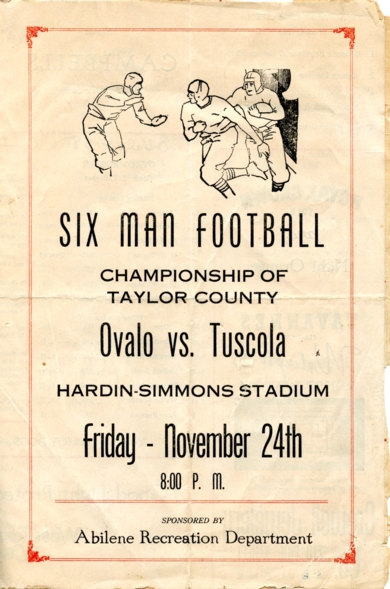 SIX MAN FOOTBALL
CHAMPIONSHIP OF
TAYLOR COUNTY
Ovalo vs. Tuscola
HARDIN-SIMMONS STADIUM
Friday - November 24th
8:00 P. M.
SPONSORED BY
Abilene Recreation Department